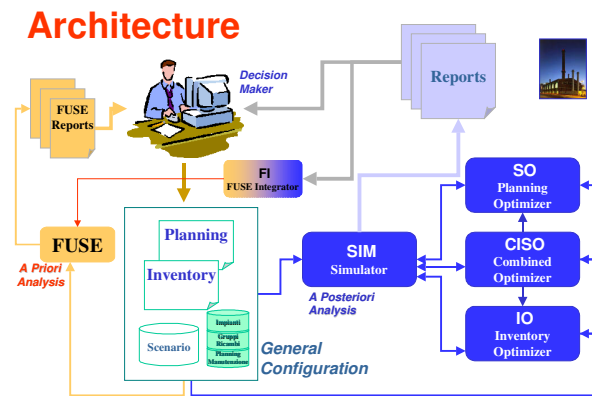 Architecture
Decision
Maker
Reports
FUSE
Reports
FI
FUSE Integrator
SO
Planning
Optimizer
Planning
FUSE
SIM
Simulator
CISO
Combined
Optimizer
A Priori
Analysis
Inventory
A Posteriori
Analysis
IO
Inventory
Optimizer
Scenario
Impianti
Gruppi
Ricambi
Planning
Manutenzione
General
Configuration